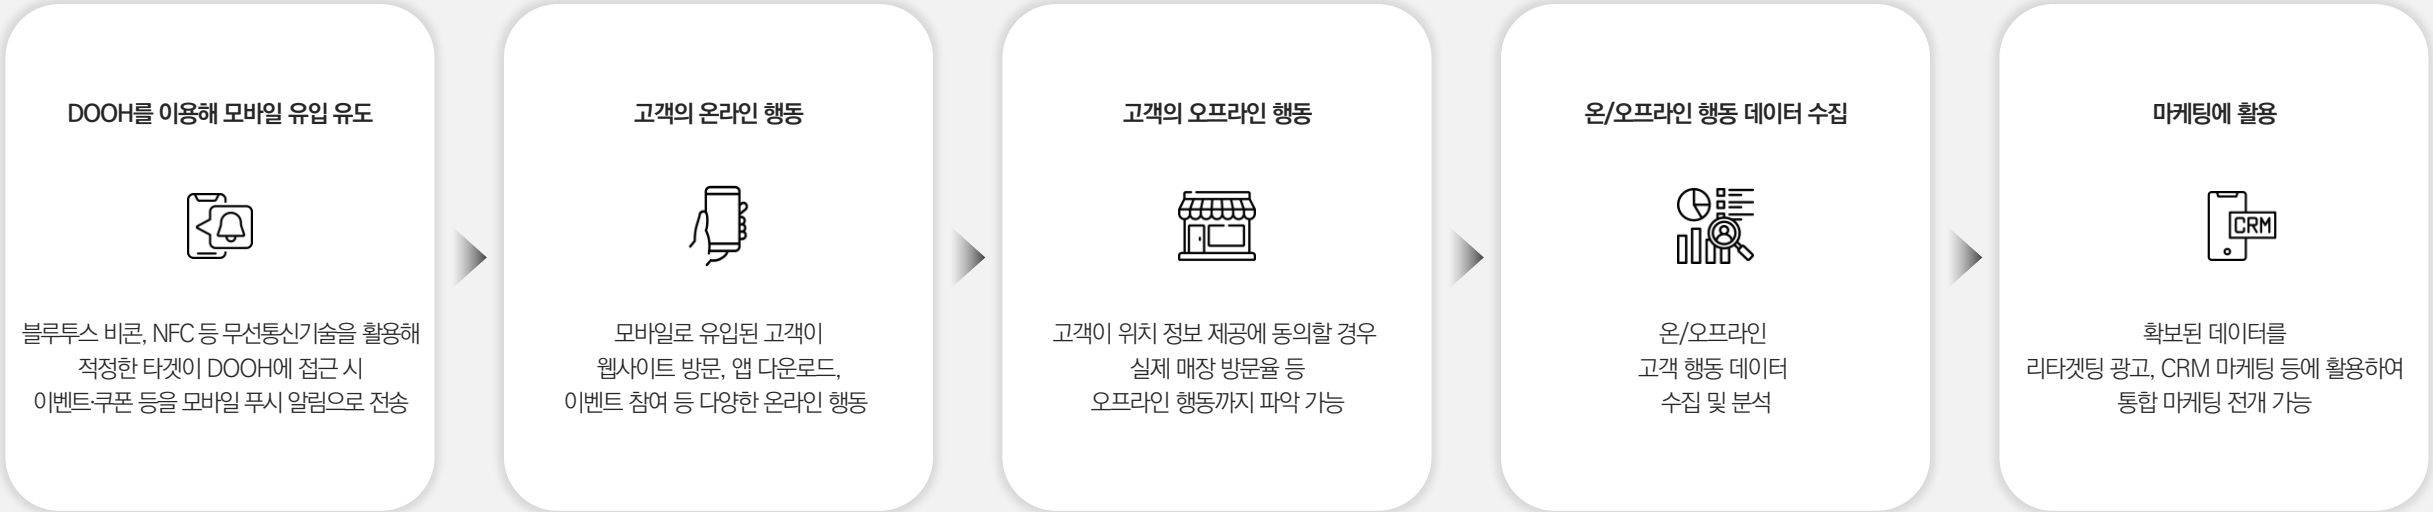 DOOH를 이용해 모바일 유입 유도
블루투스 비콘, NFC 등 무선통신기술을 활용해
적정한 타겟이 DOOH에 접근 시
이벤트·쿠폰 등을 모바일 푸시 알림으로 전송
고객의 온라인 행동
모바일로 유입된 고객이
웹사이트 방문, 앱 다운로드,
이벤트 참여 등 다양한 온라인 행동
고객의 오프라인 행동
고객이 위치 정보 제공에 동의할 경우
실제 매장 방문율 등
오프라인 행동까지 파악 가능
온/오프라인 행동 데이터 수집
온/오프라인
고객 행동 데이터
수집 및 분석
마케팅에 활용
CRM
확보된 데이터를
리타겟팅 광고, CRM 마케팅 등에 활용하여
통합 마케팅 전개 가능